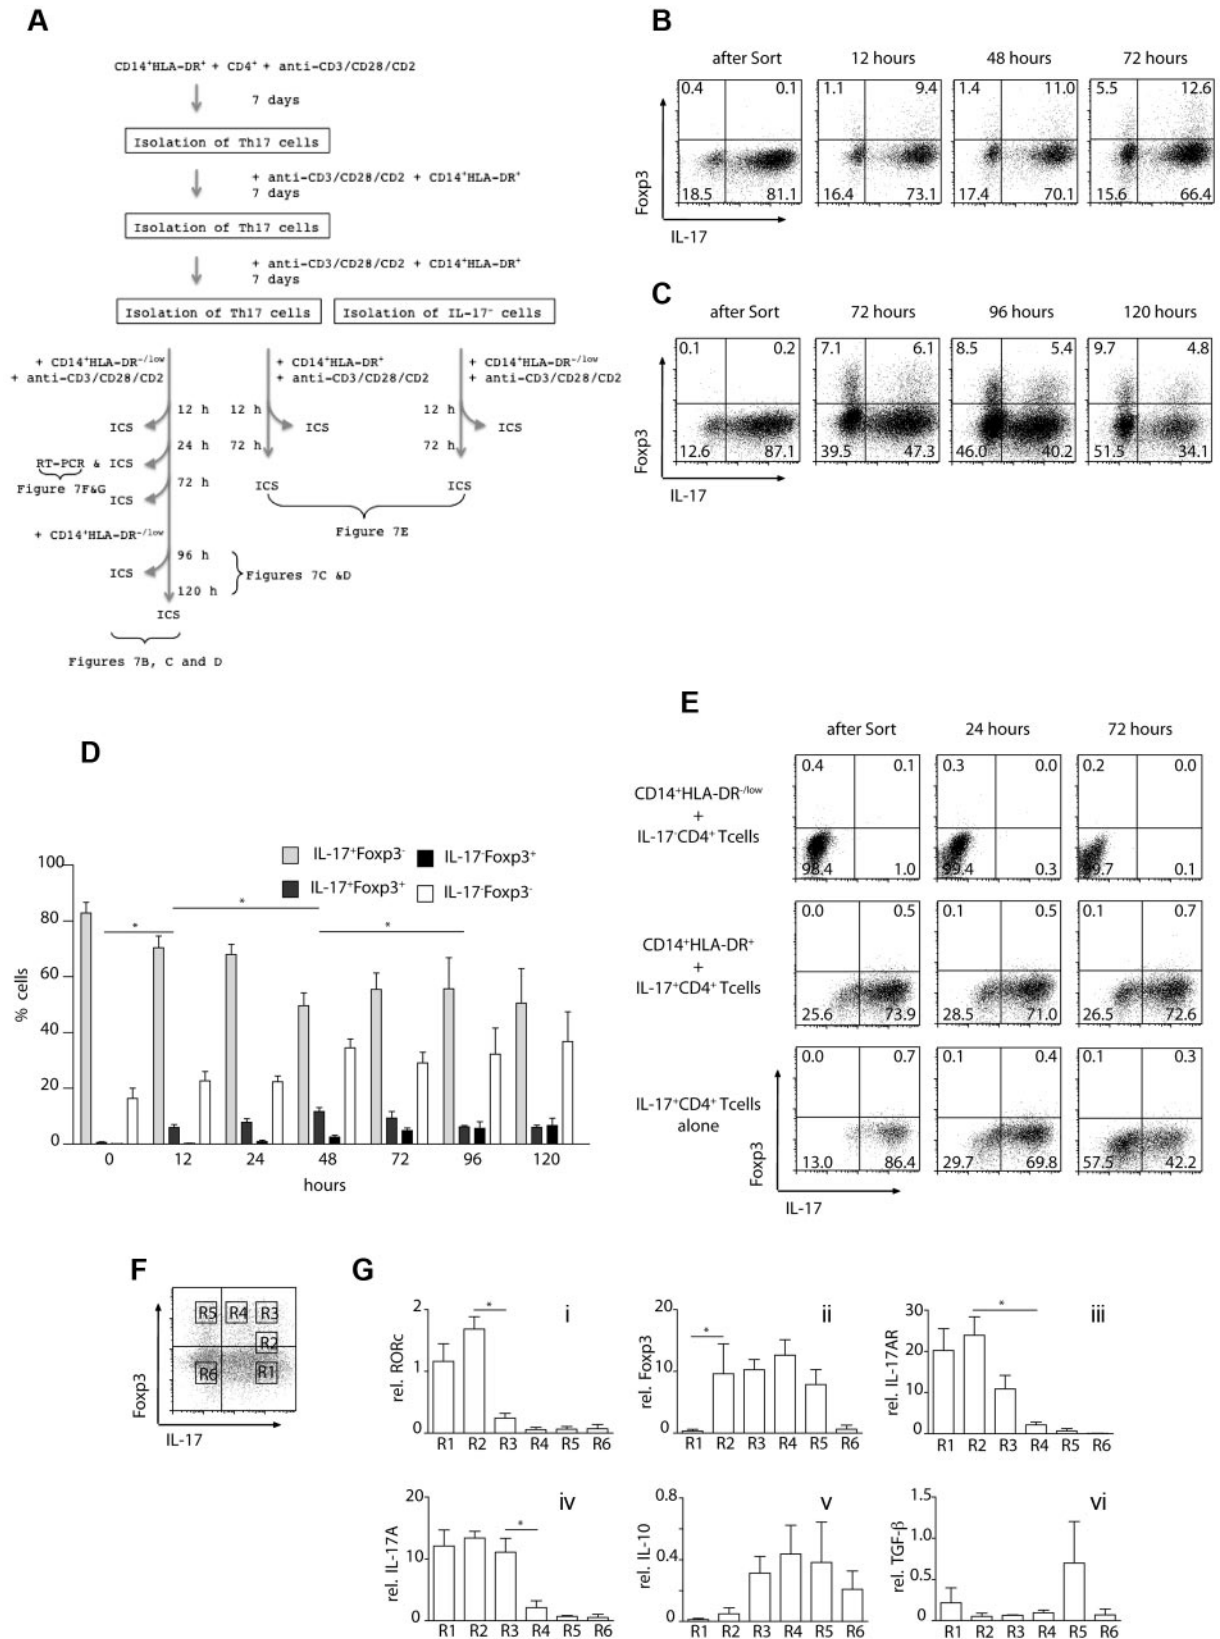 A
CD14⁺HLA-DR⁺ + CD4⁺ + anti-CD3/CD28/CD2
7 days
Isolation of Th17 cells
+ anti-CD3/CD28/CD2 + CD14⁺HLA-DR⁺
7 days
Isolation of Th17 cells
+ anti-CD3/CD28/CD2 + CD14⁺HLA-DR⁺
7 days
Isolation of Th17 cells
Isolation of IL-17⁻ cells
+ CD14⁺HLA-DR⁻/low
+ anti-CD3/CD28/CD2
+ CD14⁺HLA-DR⁺
+ anti-CD3/CD28/CD2
+ CD14⁺HLA-DR⁻/low
+ anti-CD3/CD28/CD2
12 h 12 h 12 h
ICS ICS ICS
24 h 72 h 72 h
RT-PCR & ICS
Figure 7F&G
72 h
ICS ICS ICS
Figure 7E
+ CD14⁺HLA-DR⁻/low
96 h
ICS
Figures 7C &D
120 h
ICS
Figures 7B, C and D
B
after Sort 12 hours 48 hours 72 hours
0.4 0.1 1.1 9.4 1.4 11.0 5.5 12.6
18.5 81.1 16.4 73.1 17.4 70.1 15.6 66.4
Foxp3
IL-17
C
after Sort 72 hours 96 hours 120 hours
0.1 0.2 7.1 6.1 8.5 5.4 9.7 4.8
12.6 87.1 39.5 47.3 46.0 40.2 51.5 34.1
Foxp3
IL-17
D
IL-17⁺Foxp3⁻ IL-17⁻Foxp3⁺
IL-17⁺Foxp3⁺ IL-17⁻Foxp3⁻
100
80
60
40
20
0
% cells
* * *
0 12 24 48 72 96 120
hours
E
after Sort 24 hours 72 hours
CD14⁺HLA-DR⁻/low
+
IL-17⁻CD4⁺ Tcells
0.4 0.1 0.3 0.0 0.2 0.0
98.4 1.0 99.4 0.3 99.7 0.1
CD14⁺HLA-DR⁺
+
IL-17⁺CD4⁺ Tcells
0.0 0.5 0.1 0.5 0.1 0.7
25.6 73.9 28.5 71.0 26.5 72.6
IL-17⁺CD4⁺ Tcells
alone
0.0 0.7 0.1 0.4 0.1 0.3
13.0 86.4 29.7 69.8 57.5 42.2
Foxp3
IL-17
F
R5 R4 R3
R2
R6 R1
Foxp3
IL-17
G
i
rel. RORc
2
1
0
*
R1 R2 R3 R4 R5 R6
ii
rel. Foxp3
20
10
0
*
R1 R2 R3 R4 R5 R6
iii
rel. IL-17AR
30
20
10
0
*
R1 R2 R3 R4 R5 R6
iv
rel. IL-17A
20
10
0
*
R1 R2 R3 R4 R5 R6
v
rel. IL-10
0.8
0.4
0
R1 R2 R3 R4 R5 R6
vi
rel. TGF-β
1.5
1.0
0.5
0
R1 R2 R3 R4 R5 R6